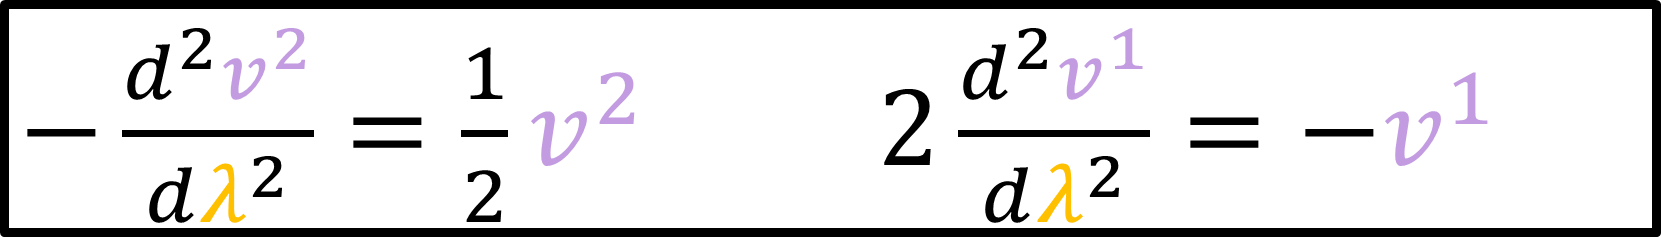 −d²v²/dλ² = 1/2 v²    2 d²v¹/dλ² = −v¹